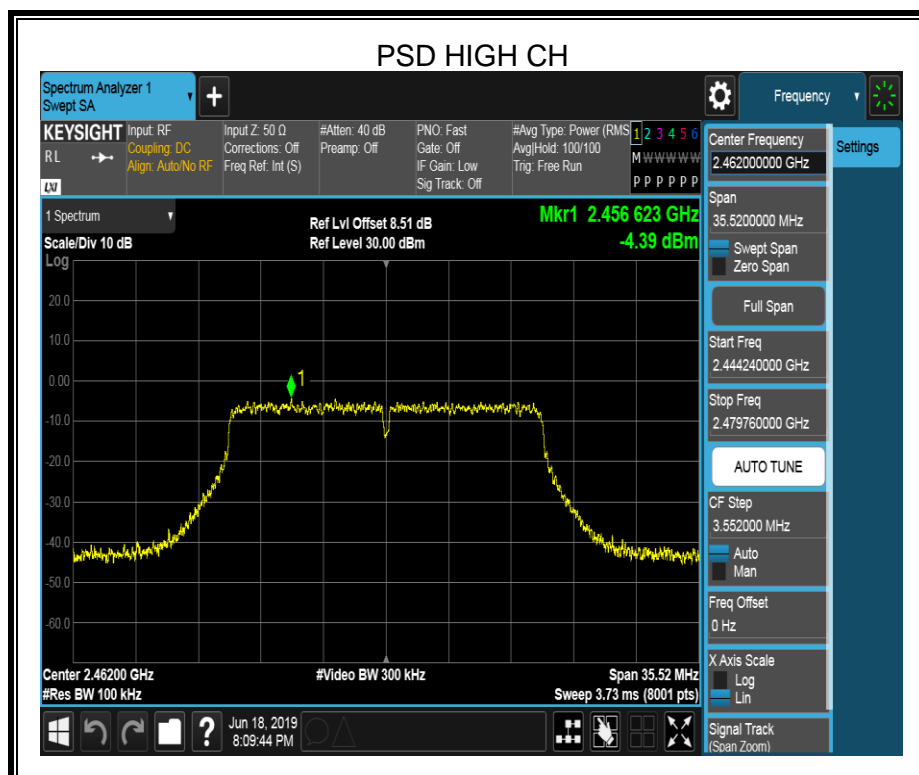 PSD HIGH CH
Spectrum Analyzer 1
Swept SA
+
Frequency
KEYSIGHT
RL
LXI
Input: RF
Coupling: DC
Align: Auto/No RF
Input Z: 50 Ω
Corrections: Off
Freq Ref: Int (S)
#Atten: 40 dB
Preamp: Off
PNO: Fast
Gate: Off
IF Gain: Low
Sig Track: Off
#Avg Type: Power (RMS
Avg|Hold: 100/100
Trig: Free Run
1 2 3 4 5 6
M W W W W W
P P P P P P
1 Spectrum
Scale/Div 10 dB
Ref Lvl Offset 8.51 dB
Ref Level 30.00 dBm
Mkr1 2.456 623 GHz
-4.39 dBm
Log
20.0
10.0
0.00
-10.0
-20.0
-30.0
-40.0
-50.0
-60.0
1
Center 2.46200 GHz
#Res BW 100 kHz
#Video BW 300 kHz
Span 35.52 MHz
Sweep 3.73 ms (8001 pts)
Center Frequency
2.462000000 GHz
Settings
Span
35.5200000 MHz
Swept Span
Zero Span
Full Span
Start Freq
2.444240000 GHz
Stop Freq
2.479760000 GHz
AUTO TUNE
CF Step
3.552000 MHz
Auto
Man
Freq Offset
0 Hz
X Axis Scale
Log
Lin
Signal Track
(Span Zoom)
?
Jun 18, 2019
8:09:44 PM